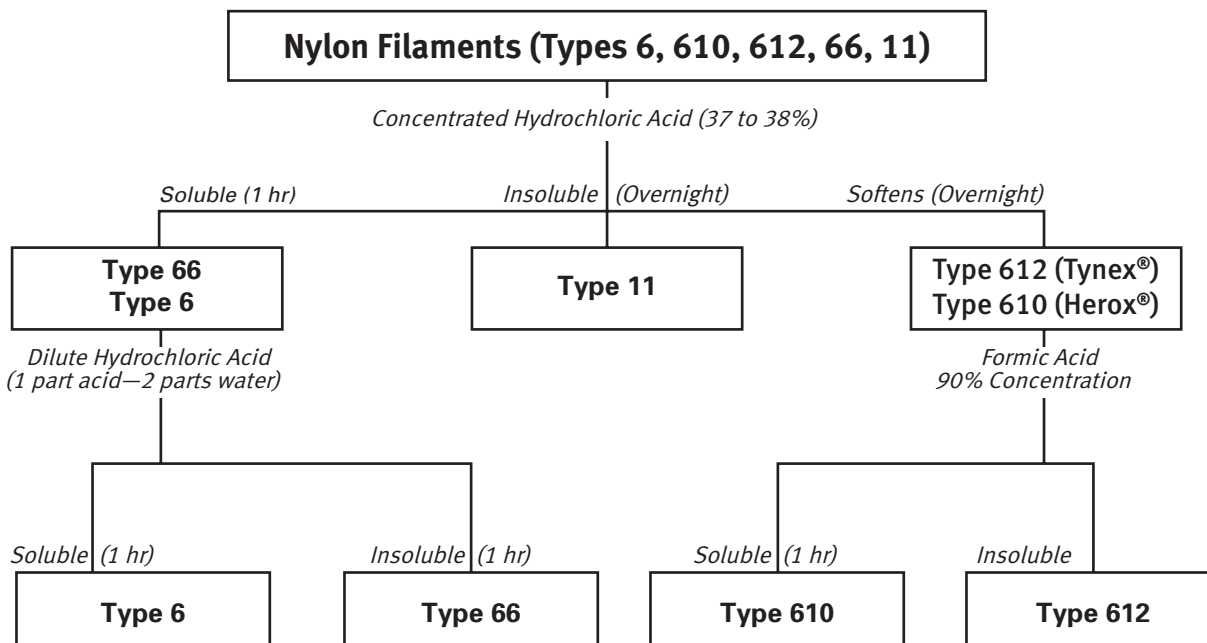 Nylon Filaments (Types 6, 610, 612, 66, 11)
Concentrated Hydrochloric Acid (37 to 38%)
Soluble (1 hr)
Insoluble (Overnight)
Softens (Overnight)
Type 66
Type 6
Type 11
Type 612 (Tynex®)
Type 610 (Herox®)
Dilute Hydrochloric Acid
(1 part acid—2 parts water)
Formic Acid
90% Concentration
Soluble (1 hr)
Insoluble (1 hr)
Soluble (1 hr)
Insoluble
Type 6
Type 66
Type 610
Type 612